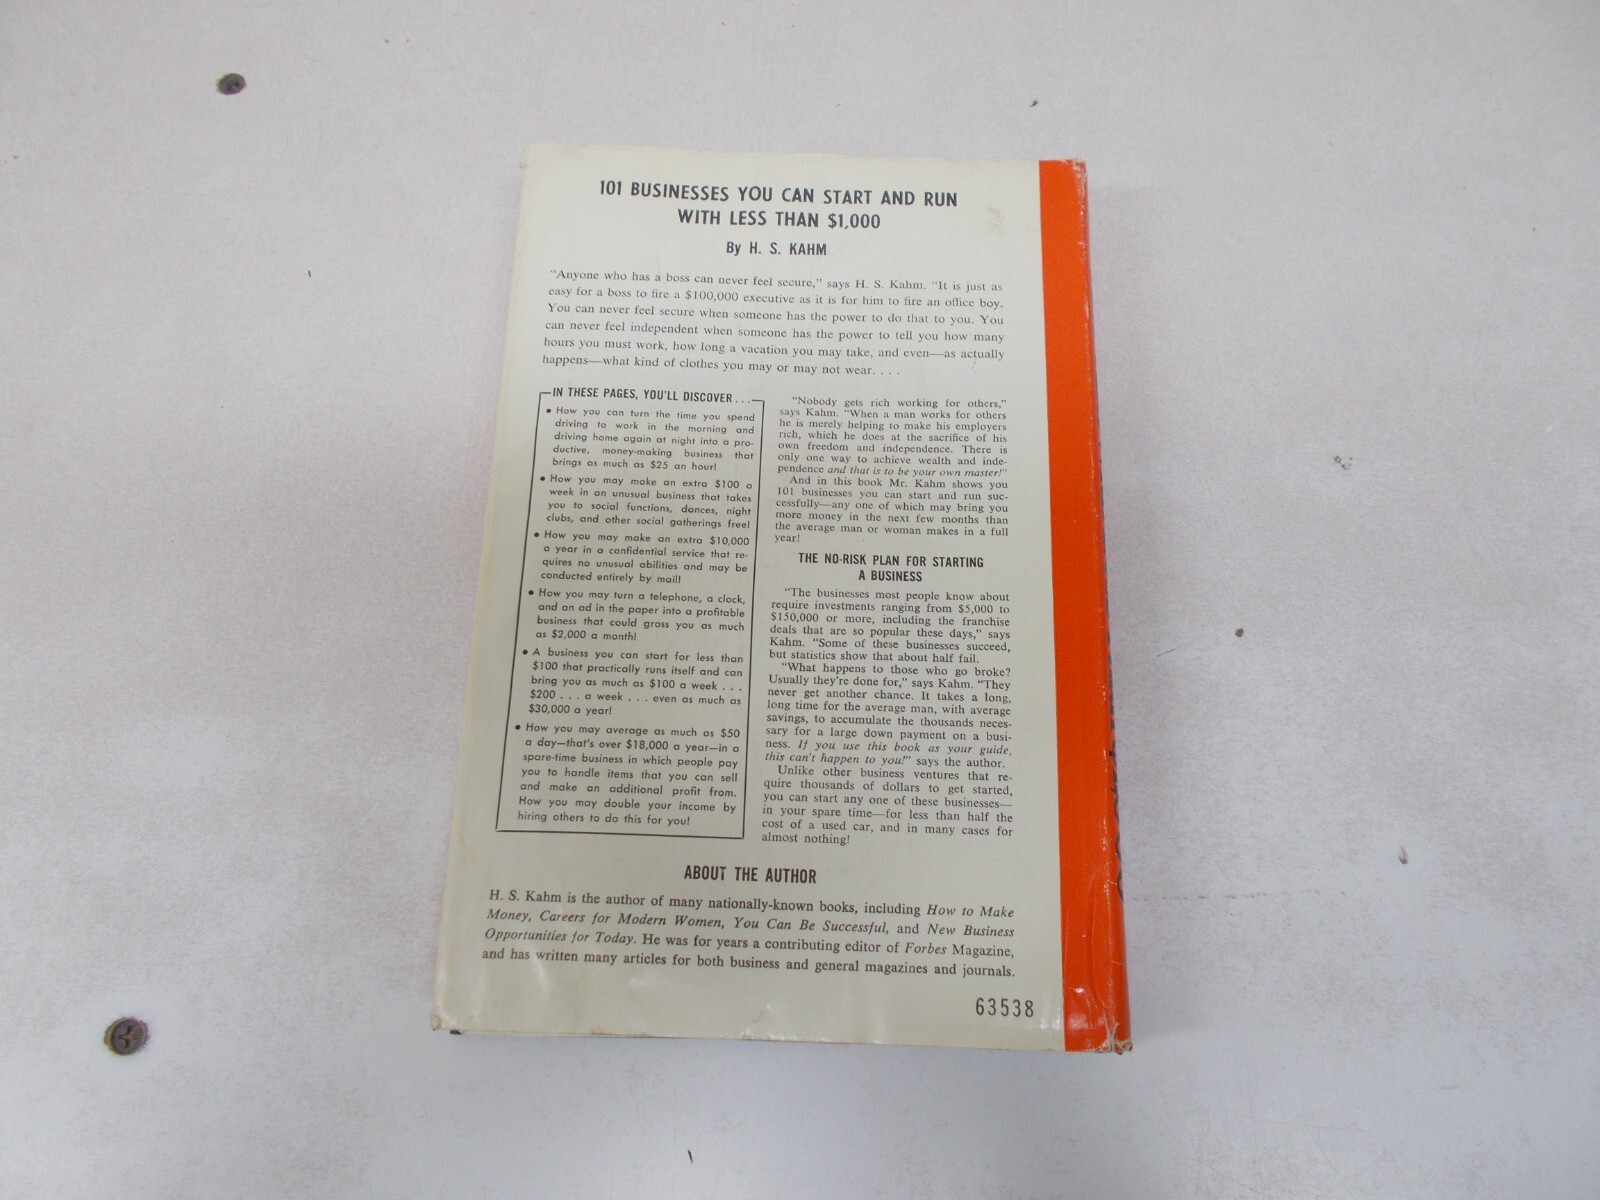 101 BUSINESSES YOU CAN START AND RUN
WITH LESS THAN $1,000
By H. S. KAHM
"Anyone who has a boss can never feel secure," says H. S. Kahm. "It is just as
easy for a boss to fire a $100,000 executive as it is for him to fire an office boy.
You can never feel secure when someone has the power to do that to you. You
can never feel independent when someone has the power to tell you how many
hours you must work, how long a vacation you may take, and even—as actually
happens—what kind of clothes you may or may not wear. . . .
IN THESE PAGES, YOU'LL DISCOVER . . .
• How you can turn the time you spend
driving to work in the morning and
driving home again at night into a pro-
ductive, money-making business that
brings as much as $25 an hour!
• How you may make an extra $100 a
week in an unusual business that takes
you to social functions, dances, night
clubs, and other social gatherings free!
• How you may make an extra $10,000
a year in a confidential service that re-
quires no unusual abilities and may be
conducted entirely by mail!
• How you may turn a telephone, a clock,
and an ad in the paper into a profitable
business that could gross you as much
as $2,000 a month!
• A business you can start for less than
$100 that practically runs itself and can
bring you as much as $100 a week . . .
$200 . . . a week . . . even as much as
$30,000 a year!
• How you may average as much as $50
a day—that's over $18,000 a year—in a
spare-time business in which people pay
you to handle items that you can sell
and make an additional profit from.
How you may double your income by
hiring others to do this for you!
"Nobody gets rich working for others,"
says Kahm. "When a man works for others
he is merely helping to make his employers
rich, which he does at the sacrifice of his
own freedom and independence. There is
only one way to achieve wealth and inde-
pendence and that is to be your own master!"
And in this book Mr. Kahm shows you
101 businesses you can start and run suc-
cessfully—any one of which may bring you
more money in the next few months than
the average man or woman makes in a full
year!
THE NO-RISK PLAN FOR STARTING
A BUSINESS
"The businesses most people know about
require investments ranging from $5,000 to
$150,000 or more, including the franchise
deals that are so popular these days," says
Kahm. "Some of these businesses succeed,
but statistics show that about half fail.
"What happens to those who go broke?
Usually they're done for," says Kahm. "They
never get another chance. It takes a long,
long time for the average man, with average
savings, to accumulate the thousands neces-
sary for a large down payment on a busi-
ness. If you use this book as your guide,
this can't happen to you!" says the author.
Unlike other business ventures that re-
quire thousands of dollars to get started,
you can start any one of these businesses—
in your spare time—for less than half the
cost of a used car, and in many cases for
almost nothing!
ABOUT THE AUTHOR
H. S. Kahm is the author of many nationally-known books, including How to Make
Money, Careers for Modern Women, You Can Be Successful, and New Business
Opportunities for Today. He was for years a contributing editor of Forbes Magazine,
and has written many articles for both business and general magazines and journals.
63538